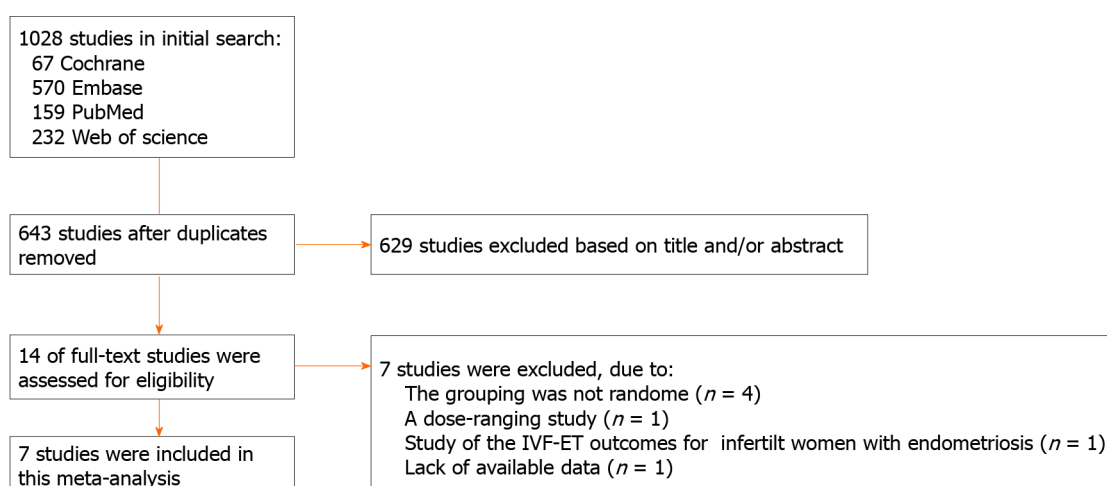 1028 studies in initial search:
67 Cochrane
570 Embase
159 PubMed
232 Web of science
643 studies after duplicates
removed
629 studies excluded based on title and/or abstract
14 of full-text studies were
assessed for eligibility
7 studies were excluded, due to:
The grouping was not randome (n = 4)
A dose-ranging study (n = 1)
Study of the IVF-ET outcomes for infertilt women with endometriosis (n = 1)
Lack of available data (n = 1)
7 studies were included in
this meta-analysis